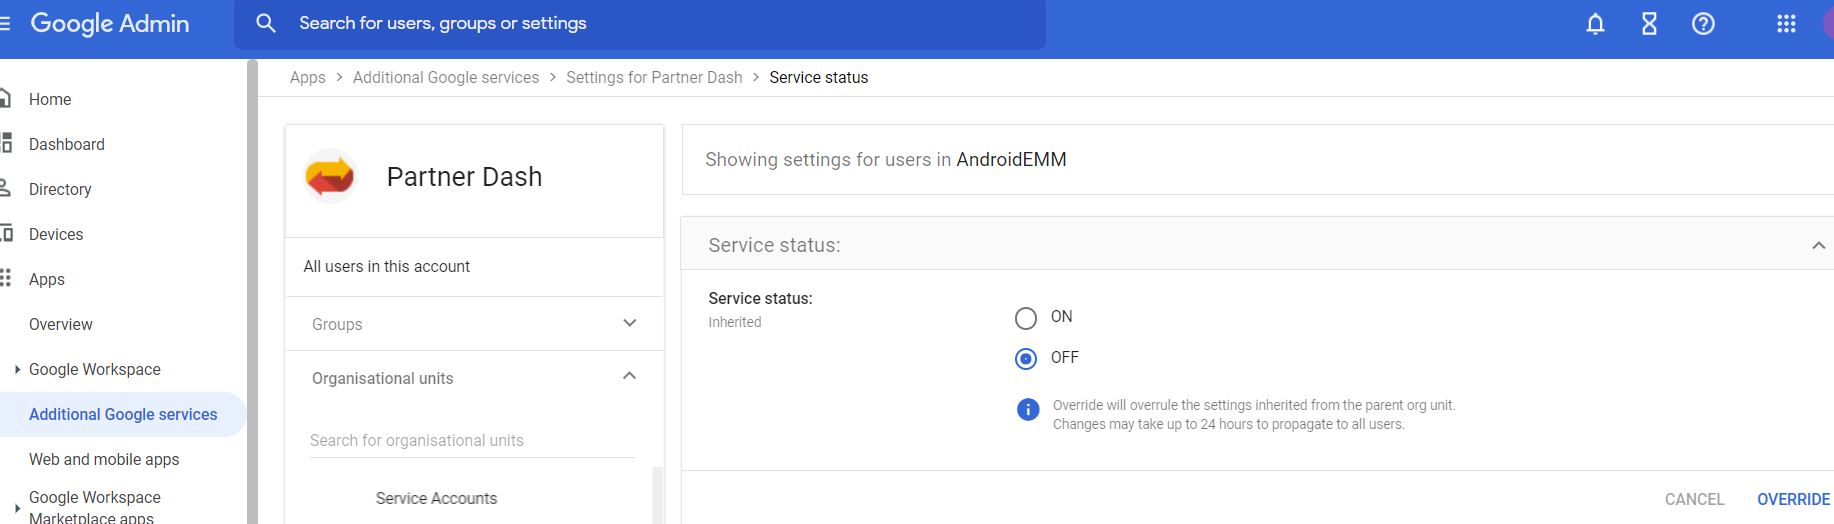 Google Admin
Search for users, groups or settings
Apps > Additional Google services > Settings for Partner Dash > Service status
Home
Dashboard
Directory
Devices
Apps
Overview
Google Workspace
Additional Google services
Web and mobile apps
Google Workspace
Marketplace apps
Partner Dash
All users in this account
Groups
Organisational units
Search for organisational units
Service Accounts
Showing settings for users in AndroidEMM
Service status:
Service status:
Inherited
ON
OFF
Override will overrule the settings inherited from the parent org unit.
Changes may take up to 24 hours to propagate to all users.
CANCEL OVERRIDE